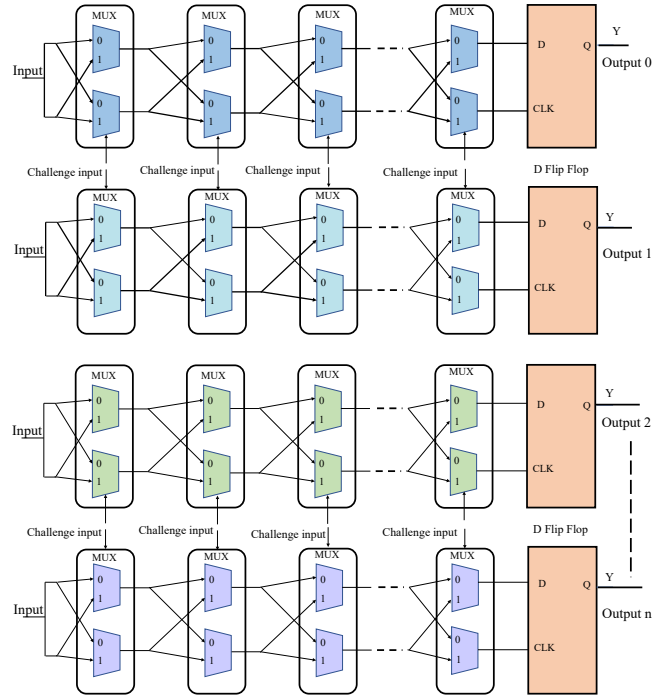 MUX MUX MUX MUX
0 0 0 0
1 1 1 1
D Q Y
Input
Output 0
0 0 0 0
1 1 1 1
CLK
Challenge input Challenge input Challenge input Challenge input D Flip Flop
MUX MUX MUX MUX
0 0 0 0
1 1 1 1
D Q Y
Input
Output 1
0 0 0 0
1 1 1 1
CLK
MUX MUX MUX MUX
0 0 0 0
1 1 1 1
D Q Y
Input
Output 2
0 0 0 0
1 1 1 1
CLK
Challenge input Challenge input Challenge input Challenge input D Flip Flop
MUX MUX MUX MUX
0 0 0 0
1 1 1 1
D Q Y
Input
Output n
0 0 0 0
1 1 1 1
CLK